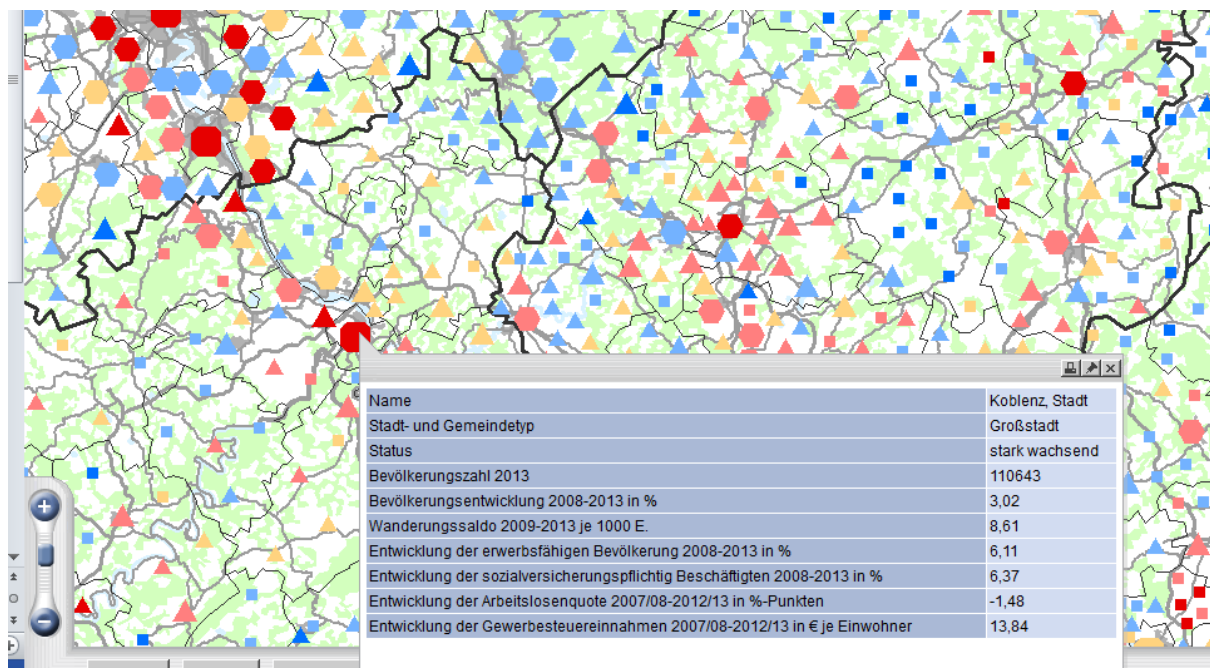 Name Koblenz, Stadt
Stadt- und Gemeindetyp Großstadt
Status stark wachsend
Bevölkerungszahl 2013 110643
Bevölkerungsentwicklung 2008-2013 in % 3,02
Wanderungssaldo 2009-2013 je 1000 E. 8,61
Entwicklung der erwerbsfähigen Bevölkerung 2008-2013 in % 6,11
Entwicklung der sozialversicherungspflichtig Beschäftigten 2008-2013 in % 6,37
Entwicklung der Arbeitslosenquote 2007/08-2012/13 in %-Punkten -1,48
Entwicklung der Gewerbesteuereinnahmen 2007/08-2012/13 in € je Einwohner 13,84